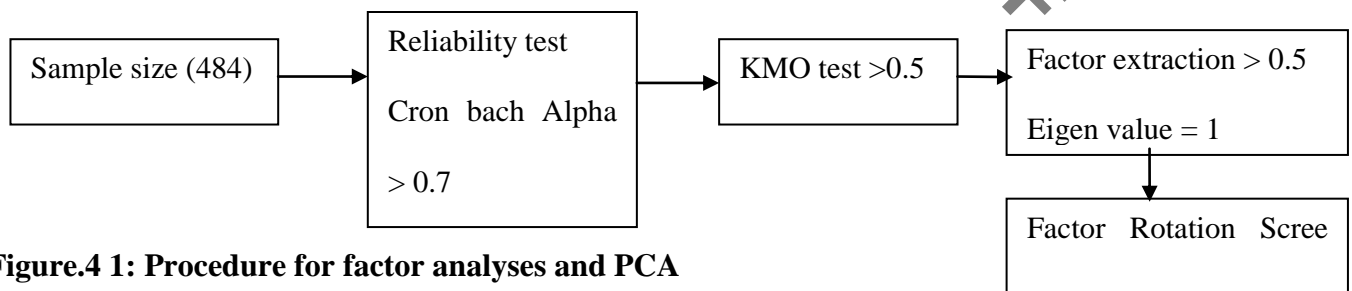 Sample size (484)
Reliability test
Cron bach Alpha
> 0.7
KMO test >0.5
Factor extraction > 0.5
Eigen value = 1
Factor Rotation Scree
Figure.4 1: Procedure for factor analyses and PCA